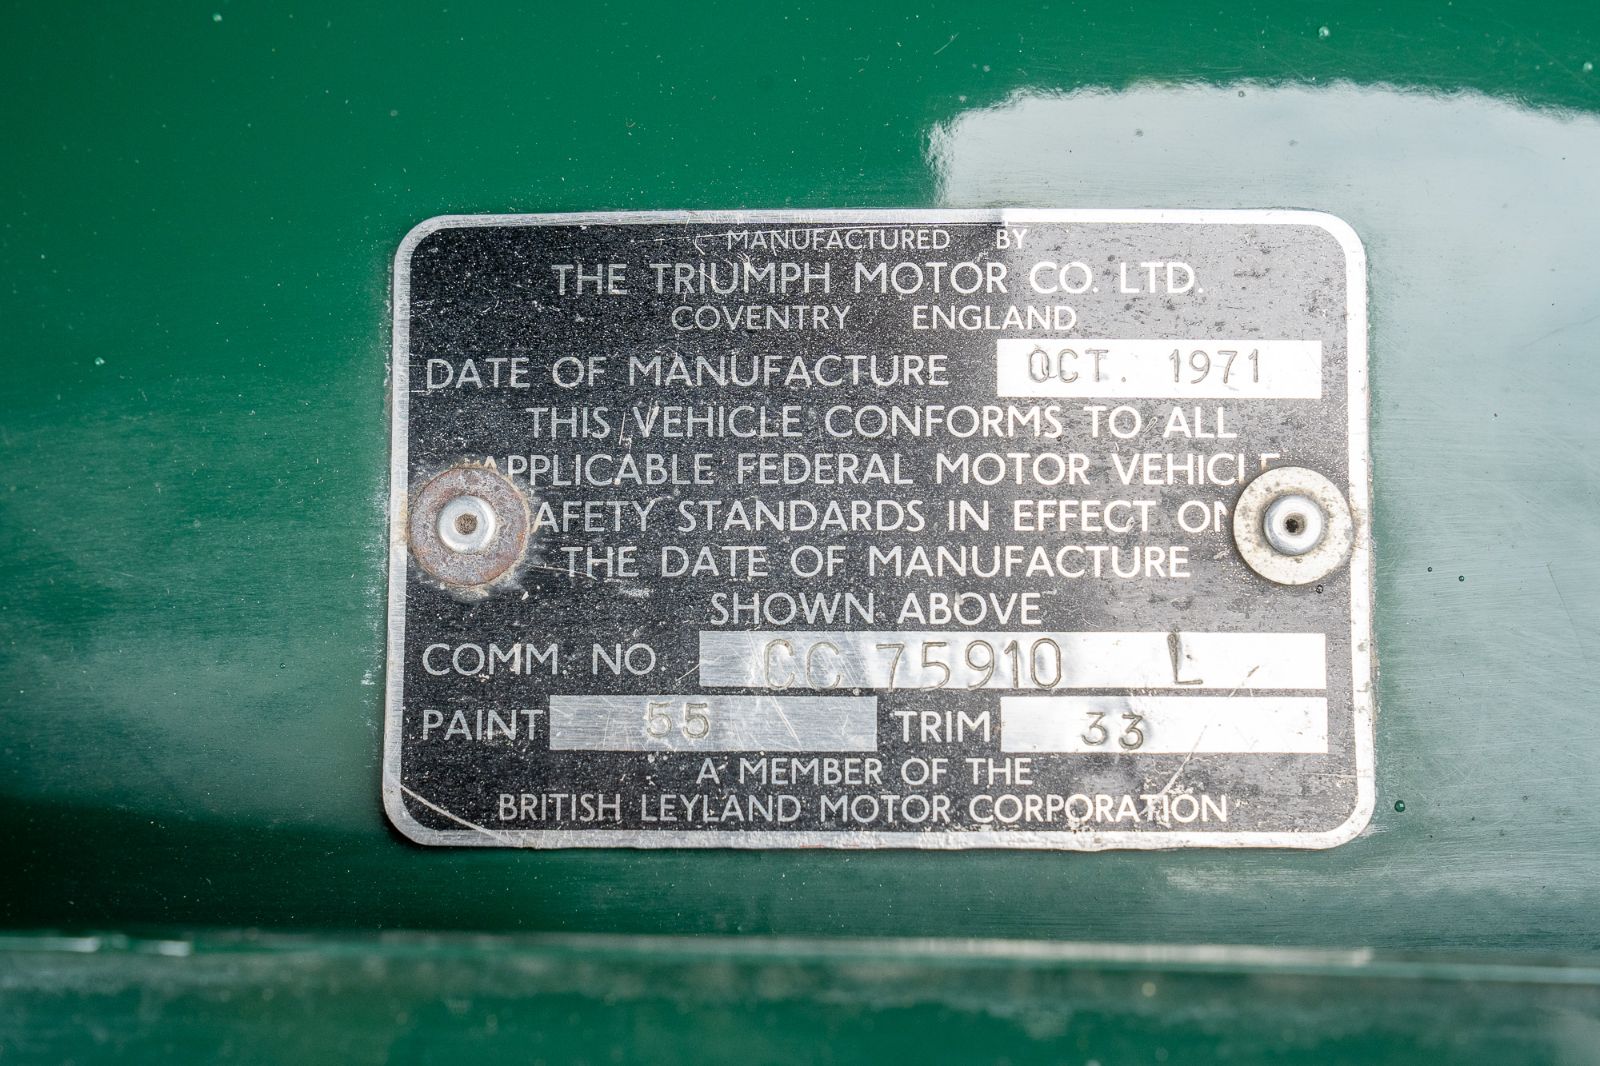 MANUFACTURED BY
THE TRIUMPH MOTOR CO. LTD.
COVENTRY ENGLAND
DATE OF MANUFACTURE OCT. 1971
THIS VEHICLE CONFORMS TO ALL
APPLICABLE FEDERAL MOTOR VEHICLE
SAFETY STANDARDS IN EFFECT ON
THE DATE OF MANUFACTURE
SHOWN ABOVE
COMM. NO CC 75910 L
PAINT 55 TRIM 33
A MEMBER OF THE
BRITISH LEYLAND MOTOR CORPORATION